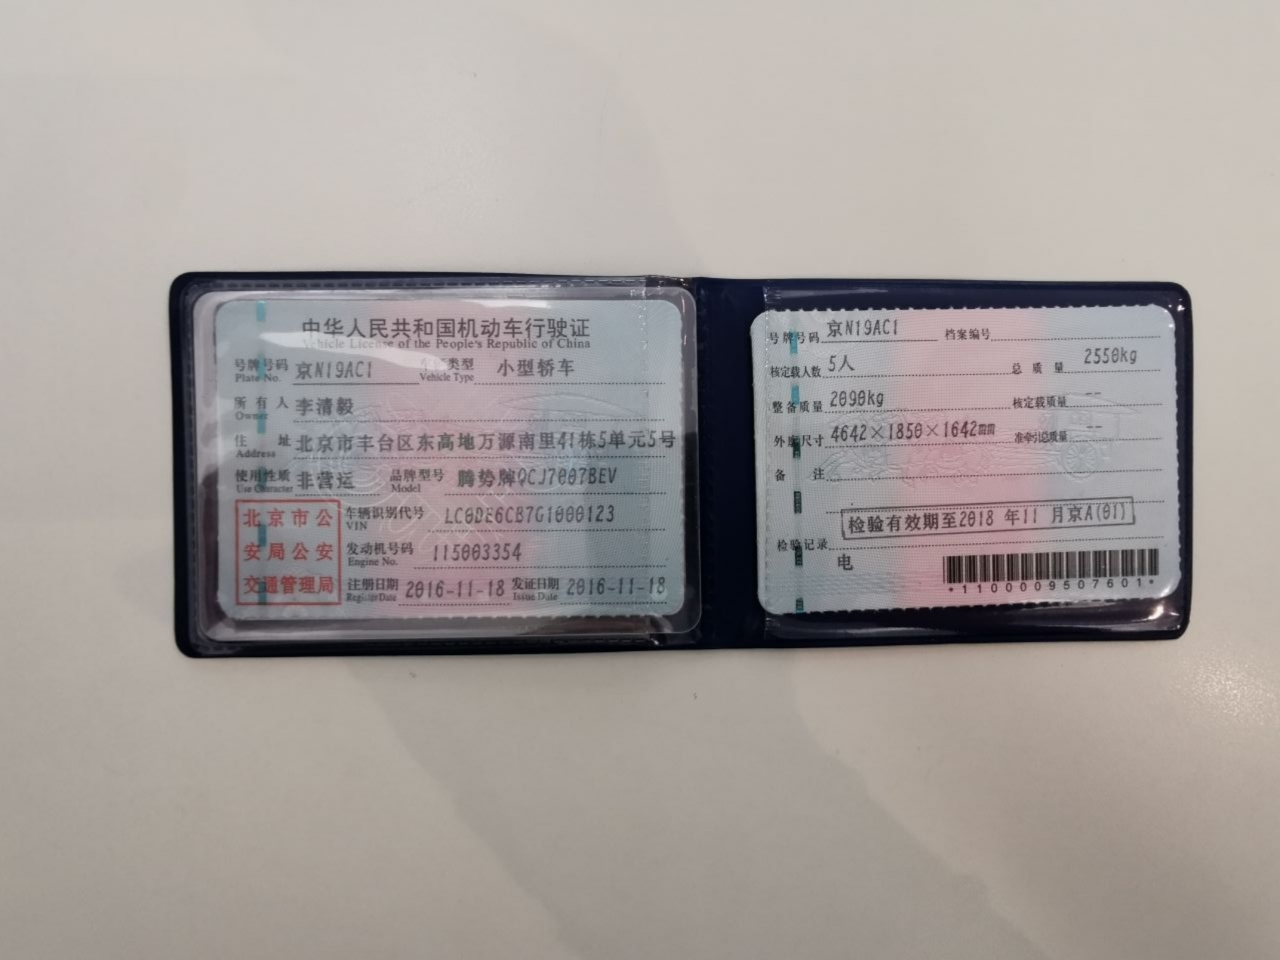 中华人民共和国机动车行驶证
Vehicle License of the People's Republic of China
号牌号码 京N19AC1 车辆类型 小型轿车
Plate No. Vehicle Type
所有人 李清毅
Owner
住址 北京市丰台区东高地万源南里41栋5单元5号
Address
使用性质 非营运 品牌型号 腾势牌QCJ7007BEV
Use Character Model
北京市公安局公安交通管理局
车辆识别代号 LC0DE6CB7G1000123
VIN
发动机号码 115003354
Engine No.
注册日期 2016-11-18 发证日期 2016-11-18
Register Date Issue Date
号牌号码 京N19AC1 档案编号
核定载人数 5人 总质量 2550kg
整备质量 2090kg 核定载质量 --
外廓尺寸 4642×1850×1642mm 准牵引总质量 --
备注
检验有效期至2018年11月京A(01)
检验记录
电
*1100009507601*